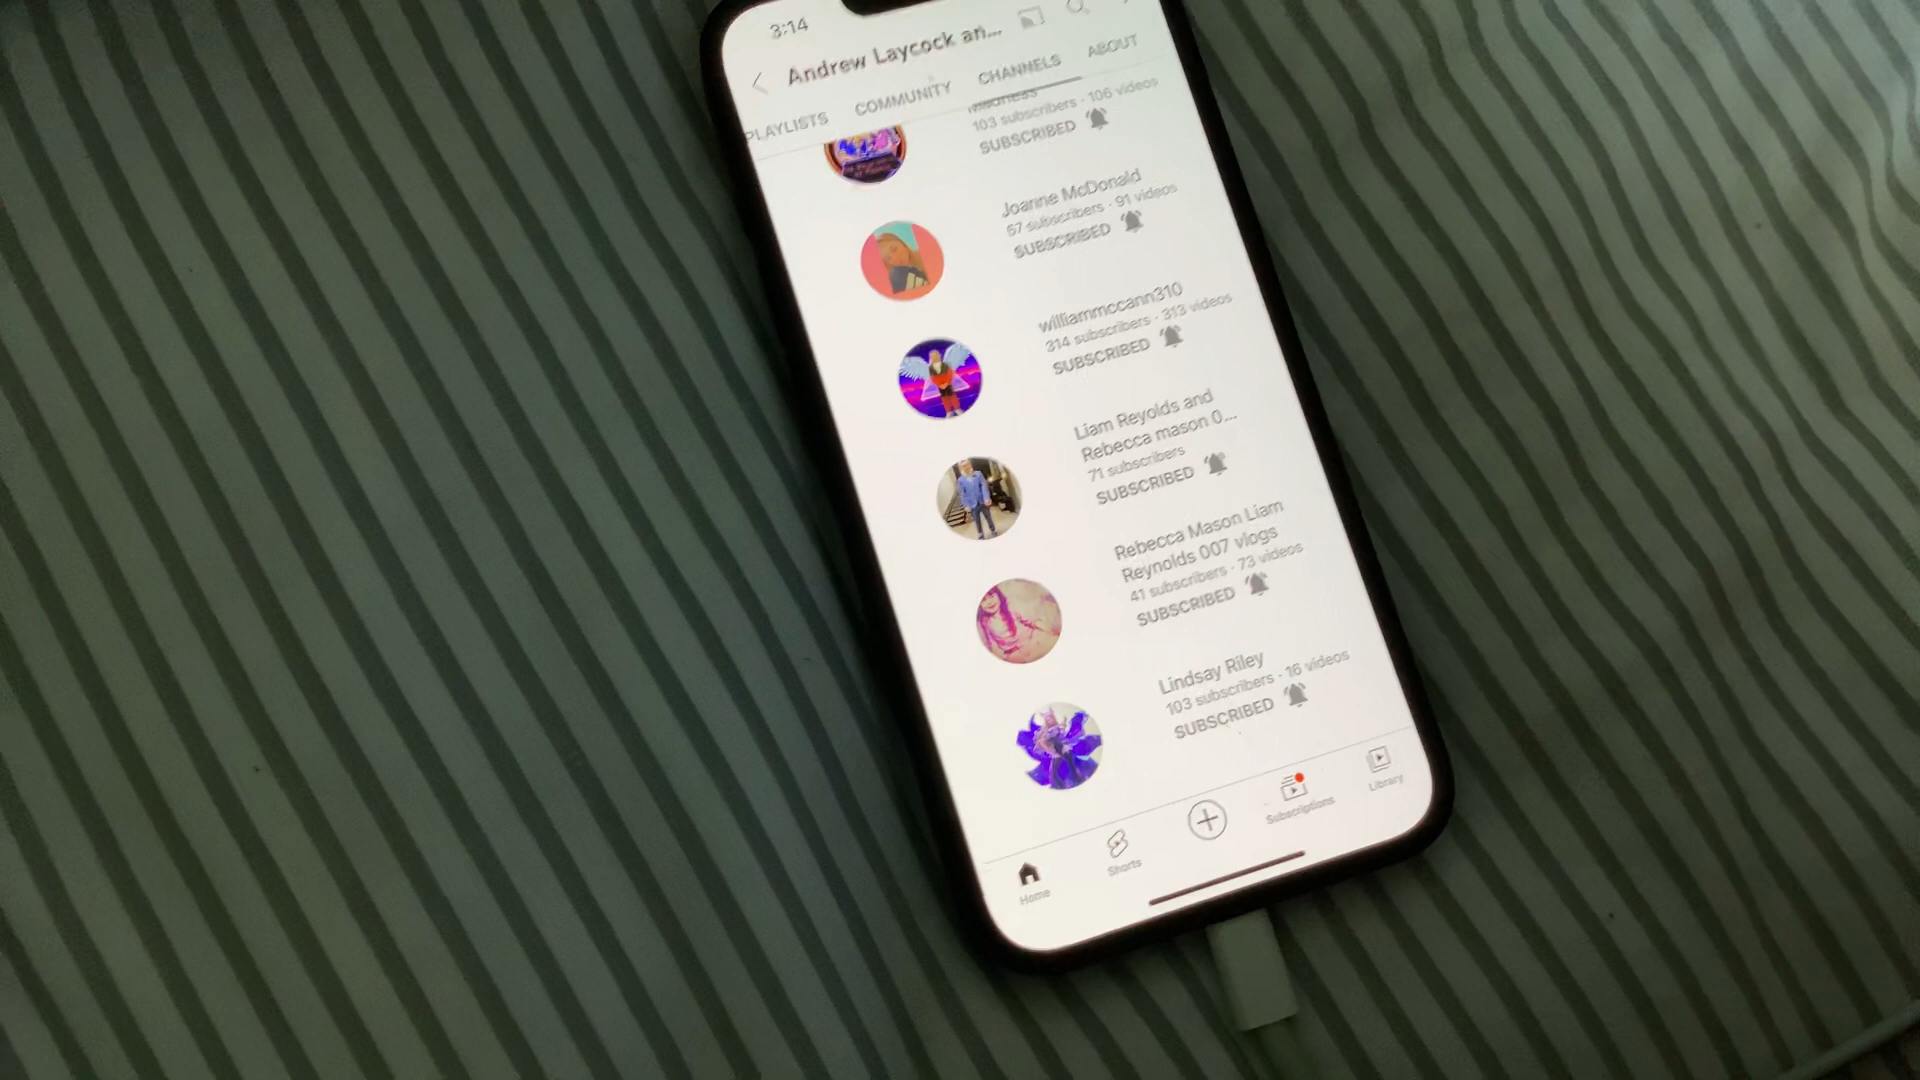 3:14
Andrew Laycock an...
PLAYLISTS COMMUNITY CHANNELS ABOUT
madness
103 subscribers · 106 videos
SUBSCRIBED
Joanne McDonald
67 subscribers · 91 videos
SUBSCRIBED
williammccann310
314 subscribers · 313 videos
SUBSCRIBED
Liam Reyolds and
Rebecca mason 0...
71 subscribers
SUBSCRIBED
Rebecca Mason Liam
Reynolds 007 vlogs
41 subscribers · 73 videos
SUBSCRIBED
Lindsay Riley
103 subscribers · 16 videos
SUBSCRIBED
Home Shorts Subscriptions Library